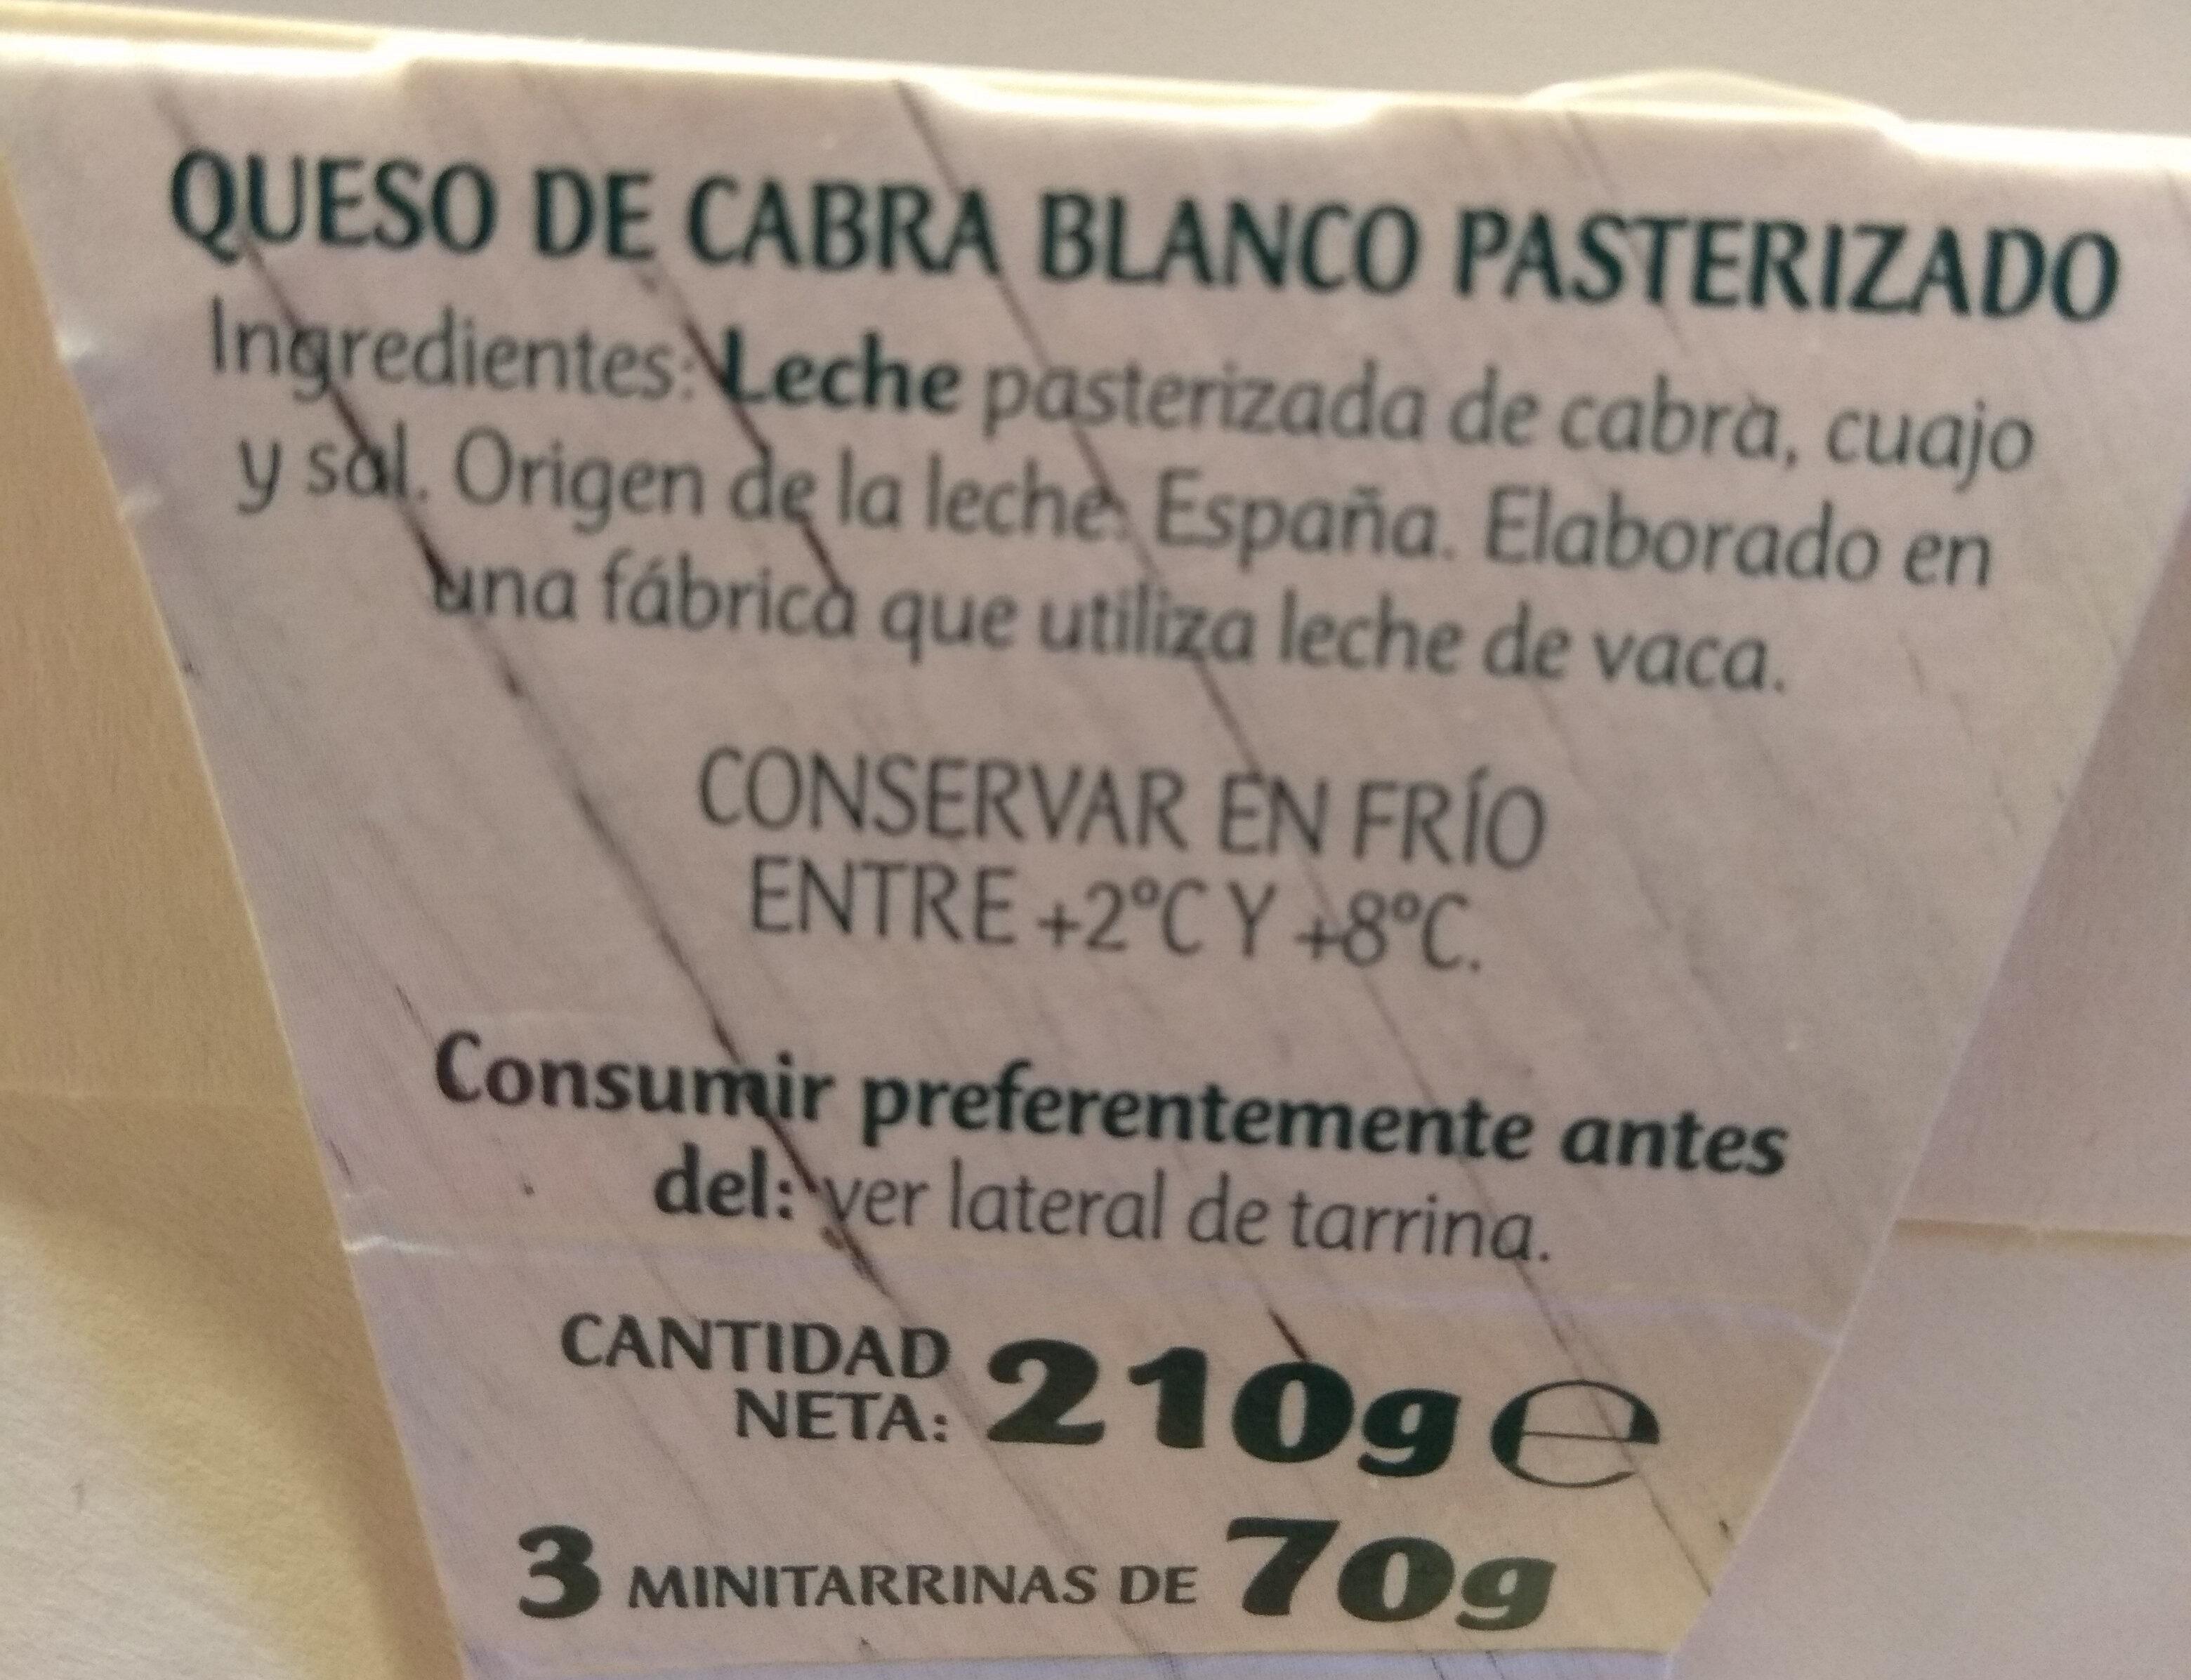 QUESO DE CABRA BLANCO PASTERIZADO
Ingredientes: Leche pasterizada de cabra, cuajo
y sal. Origen de la leche: España. Elaborado en
una fábrica que utiliza leche de vaca.
CONSERVAR EN FRÍO
ENTRE +2ºC Y +8ºC.
Consumir preferentemente antes
del: ver lateral de tarrina.
CANTIDAD
NETA: 210g ℮
3 MINITARRINAS DE 70g